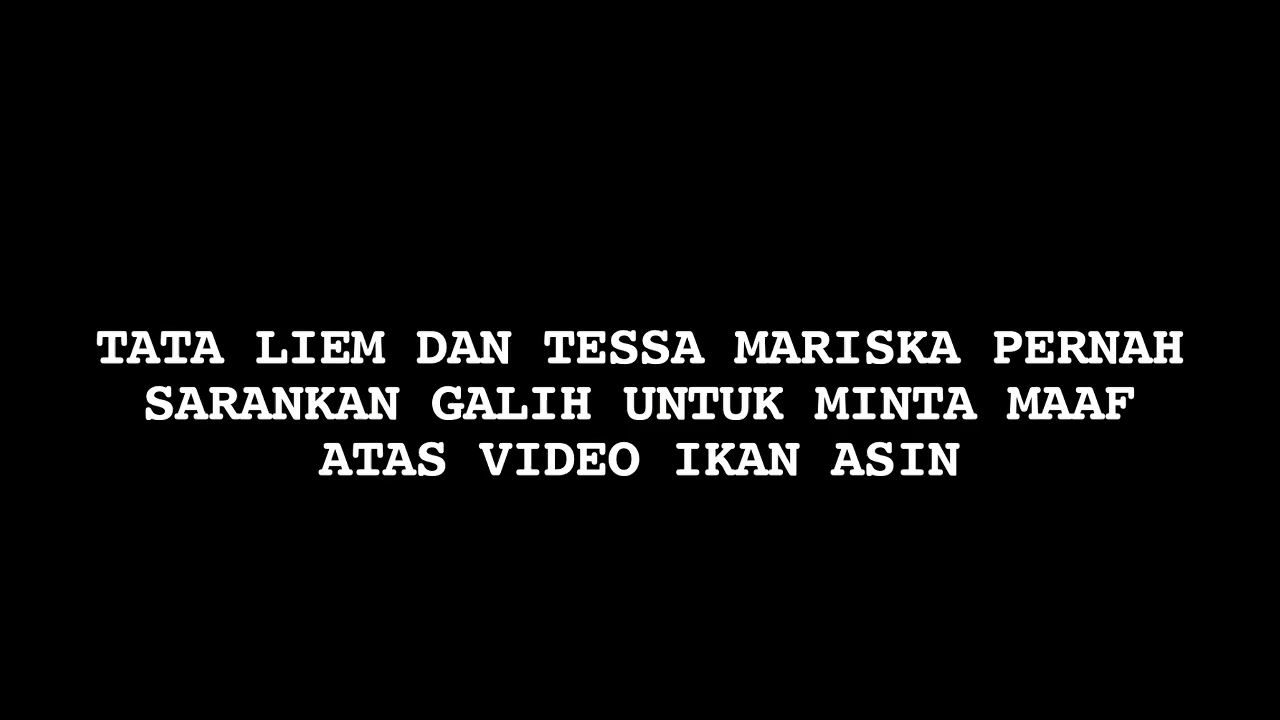 TATA LIEM DAN TESSA MARISKA PERNAH
SARANKAN GALIH UNTUK MINTA MAAF
ATAS VIDEO IKAN ASIN